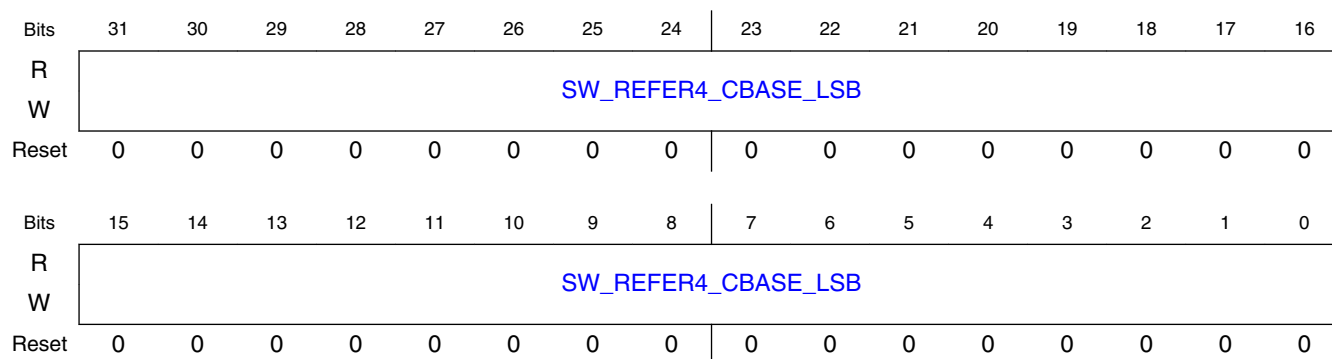 Bits 31 30 29 28 27 26 25 24 23 22 21 20 19 18 17 16
R
SW_REFER4_CBASE_LSB
W
Reset 0 0 0 0 0 0 0 0 0 0 0 0 0 0 0 0
Bits 15 14 13 12 11 10 9 8 7 6 5 4 3 2 1 0
R
SW_REFER4_CBASE_LSB
W
Reset 0 0 0 0 0 0 0 0 0 0 0 0 0 0 0 0